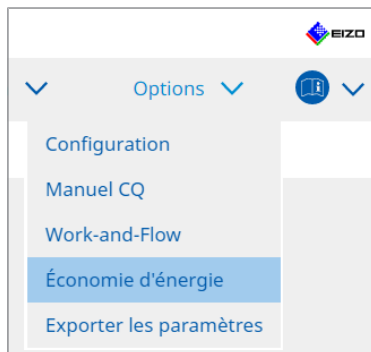 EIZO
Options
Configuration
Manuel CQ
Work-and-Flow
Économie d'énergie
Exporter les paramètres